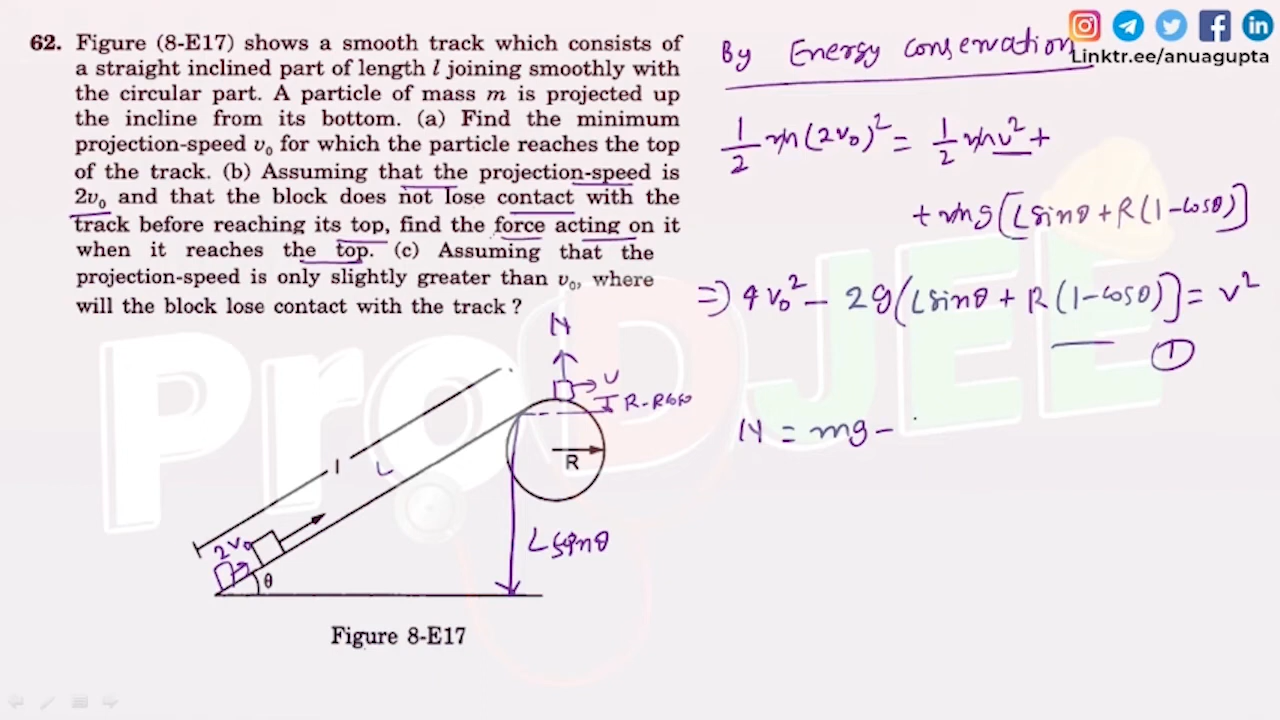 62. Figure (8-E17) shows a smooth track which consists of
a straight inclined part of length l joining smoothly with
the circular part. A particle of mass m is projected up
the incline from its bottom. (a) Find the minimum
projection-speed v₀ for which the particle reaches the top
of the track. (b) Assuming that the projection-speed is
2v₀ and that the block does not lose contact with the
track before reaching its top, find the force acting on it
when it reaches the top. (c) Assuming that the
projection-speed is only slightly greater than v₀, where
will the block lose contact with the track ?
N
v
R-Rcosθ
R
l
L
2v₀
θ
Lsinθ
Figure 8-E17
Linktr.ee/anuagupta
By Energy conservation
1/2 m(2v₀)² = 1/2 mv² +
+ mg[Lsinθ + R(1-cosθ)]
⇒) 4v₀² - 2g(Lsinθ + R(1-cosθ)] = v²
①
N = mg -
ProDJEE